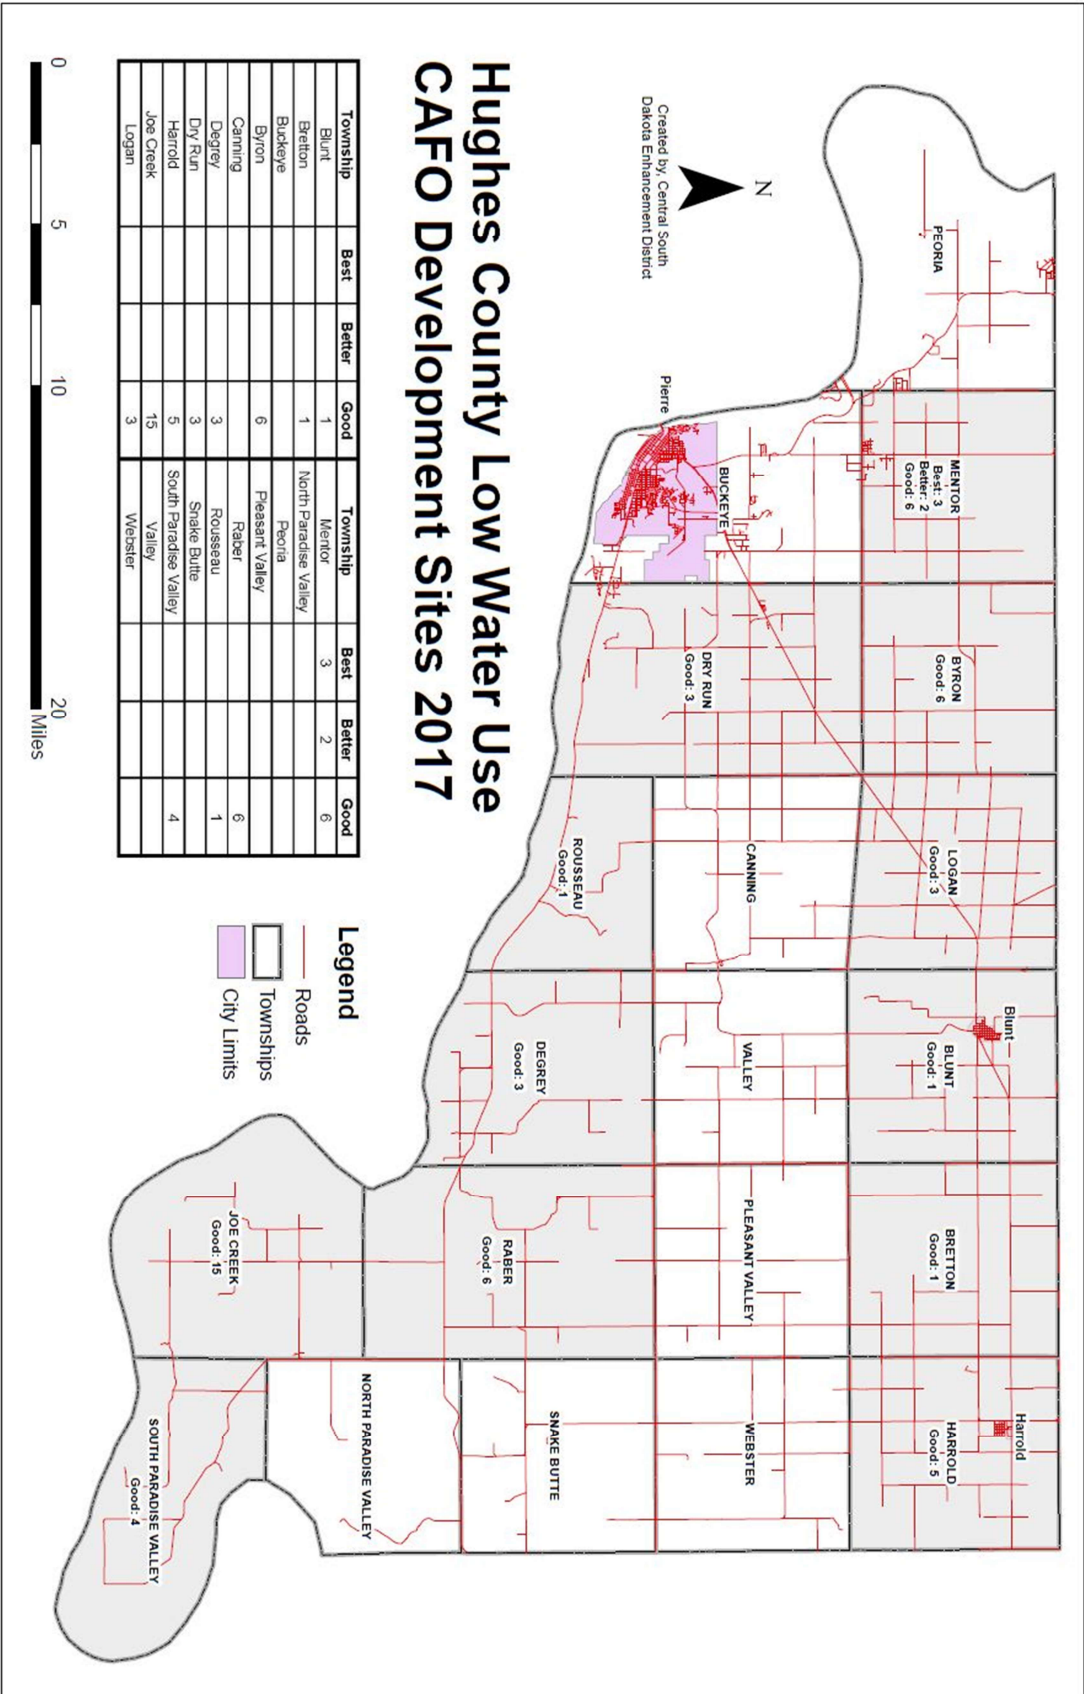 PEORIA
MENTOR
Best: 3
Better: 2
Good: 6
BYRON
Good: 6
LOGAN
Good: 3
Blunt
BLUNT
Good: 1
BRETTON
Good: 1
Harrold
HARROLD
Good: 5
Pierre
BUCKEYE
DRY RUN
Good: 3
CANNING
VALLEY
PLEASANT VALLEY
WEBSTER
ROUSSEAU
Good: 1
DEGREY
Good: 3
RABER
Good: 6
SNAKE BUTTE
NORTH PARADISE VALLEY
JOE CREEK
Good: 15
SOUTH PARADISE VALLEY
Good: 4
N
Created by, Central South
Dakota Enhancement District
Hughes County Low Water Use
CAFO Development Sites 2017
Township Best Better Good Township Best Better Good
Blunt 1 Mentor 3 2 6
Bretton 1 North Paradise Valley
Buckeye Peoria
Byron 6 Pleasant Valley
Canning Raber 6
Degrey 3 Rousseau 1
Dry Run 3 Snake Butte
Harrold 5 South Paradise Valley 4
Joe Creek 15 Valley
Logan 3 Webster
Legend
Roads
Townships
City Limits
0 5 10 20
Miles